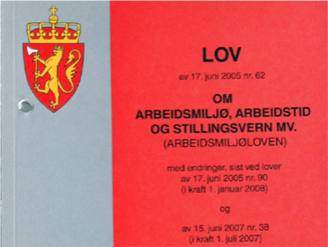 LOV
av 17. juni 2005 nr. 62
OM
ARBEIDSMILJØ, ARBEIDSTID
OG STILLINGSVERN MV.
(ARBEIDSMILJØLOVEN)
med endringer, sist ved lover
av 17. juni 2005 nr. 90
(i kraft 1. januar 2008)
og
av 15. juni 2007 nr. 38
(i kraft 1. juli 2007)